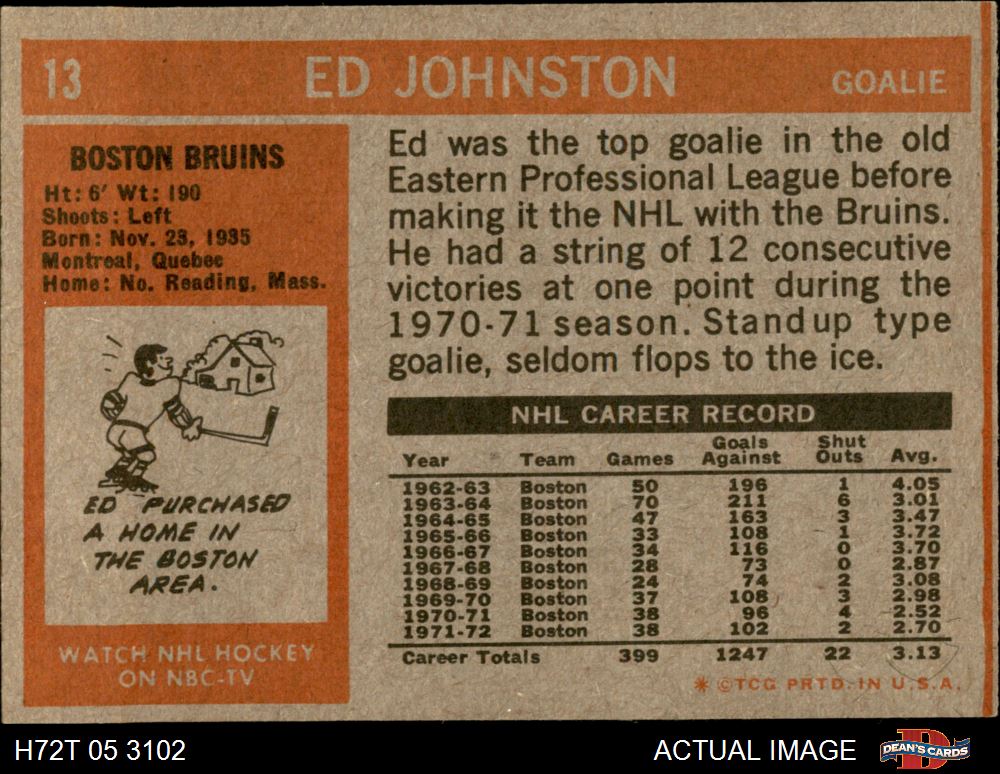 13 ED JOHNSTON GOALIE
BOSTON BRUINS
Ht: 6' Wt: 190
Shoots: Left
Born: Nov. 23, 1935
Montreal, Quebec
Home: No. Reading, Mass.
ED PURCHASED
A HOME IN
THE BOSTON
AREA.
WATCH NHL HOCKEY
ON NBC-TV
Ed was the top goalie in the old
Eastern Professional League before
making it the NHL with the Bruins.
He had a string of 12 consecutive
victories at one point during the
1970-71 season. Standup type
goalie, seldom flops to the ice.
NHL CAREER RECORD
Year Team Games Goals Against Shut Outs Avg.
1962-63 Boston 50 196 1 4.05
1963-64 Boston 70 211 6 3.01
1964-65 Boston 47 163 3 3.47
1965-66 Boston 33 108 1 3.72
1966-67 Boston 34 116 0 3.70
1967-68 Boston 28 73 0 2.87
1968-69 Boston 24 74 2 3.08
1969-70 Boston 37 108 3 2.98
1970-71 Boston 38 96 4 2.52
1971-72 Boston 38 102 2 2.70
Career Totals 399 1247 22 3.13
* ©TCG PRTD. IN U.S.A.
H72T 05 3102 ACTUAL IMAGE DEAN'S CARDS